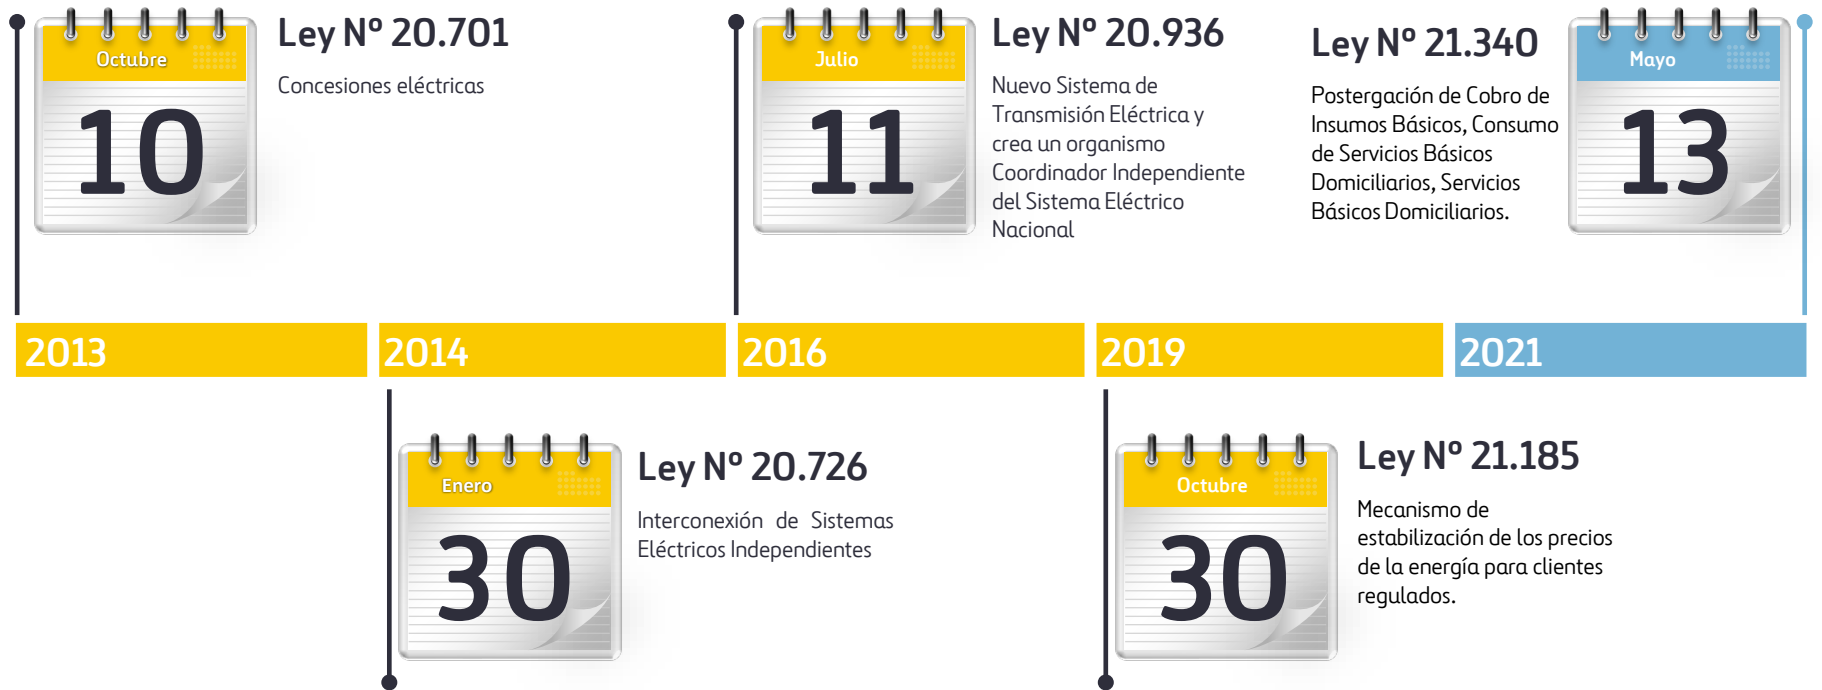 Octubre
10
Ley Nº 20.701
Concesiones eléctricas
Julio
11
Ley Nº 20.936
Nuevo Sistema de
Transmisión Eléctrica y
crea un organismo
Coordinador Independiente
del Sistema Eléctrico
Nacional
Ley Nº 21.340
Postergación de Cobro de
Insumos Básicos, Consumo
de Servicios Básicos
Domiciliarios, Servicios
Básicos Domiciliarios.
Mayo
13
2013
2014
2016
2019
2021
Enero
30
Ley Nº 20.726
Interconexión de Sistemas
Eléctricos Independientes
Octubre
30
Ley Nº 21.185
Mecanismo de
estabilización de los precios
de la energía para clientes
regulados.